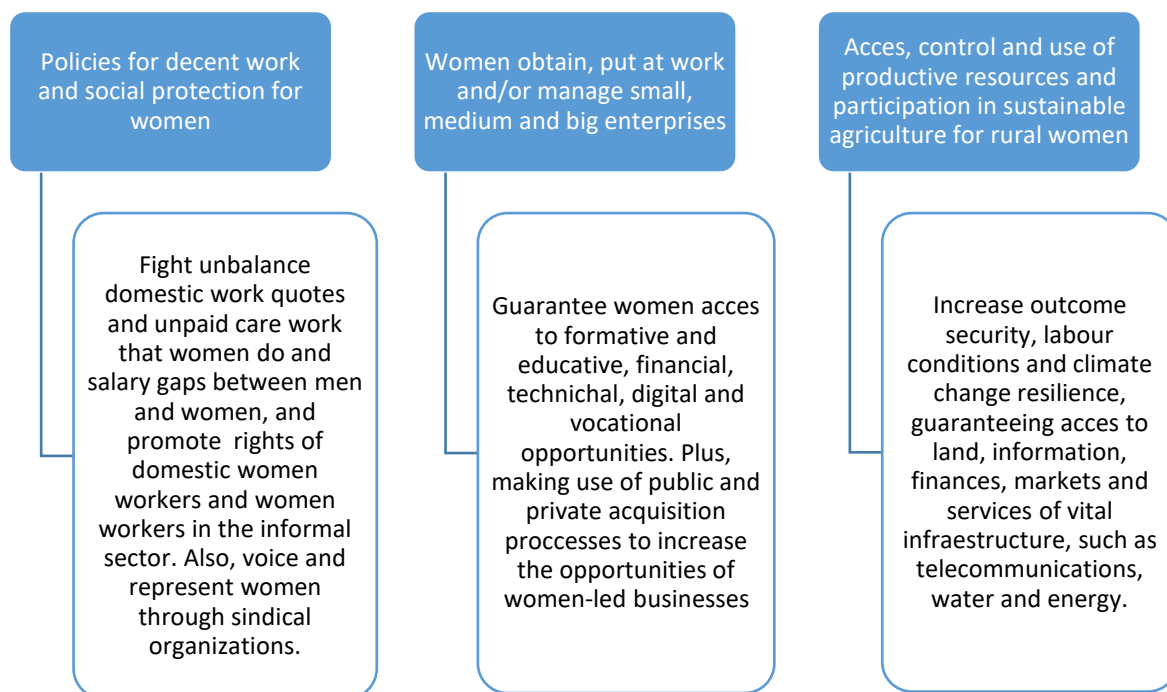 Policies for decent work
and social protection for
women
Fight unbalance
domestic work quotes
and unpaid care work
that women do and
salary gaps between men
and women, and
promote rights of
domestic women
workers and women
workers in the informal
sector. Also, voice and
represent women
through sindical
organizations.
Women obtain, put at work
and/or manage small,
medium and big enterprises
Guarantee women acces
to formative and
educative, financial,
technichal, digital and
vocational
opportunities. Plus,
making use of public and
private acquisition
proccesses to increase
the opportunities of
women-led businesses
Acces, control and use of
productive resources and
participation in sustainable
agriculture for rural women
Increase outcome
security, labour
conditions and climate
change resilience,
guaranteeing acces to
land, information,
finances, markets and
services of vital
infraestructure, such as
telecommunications,
water and energy.